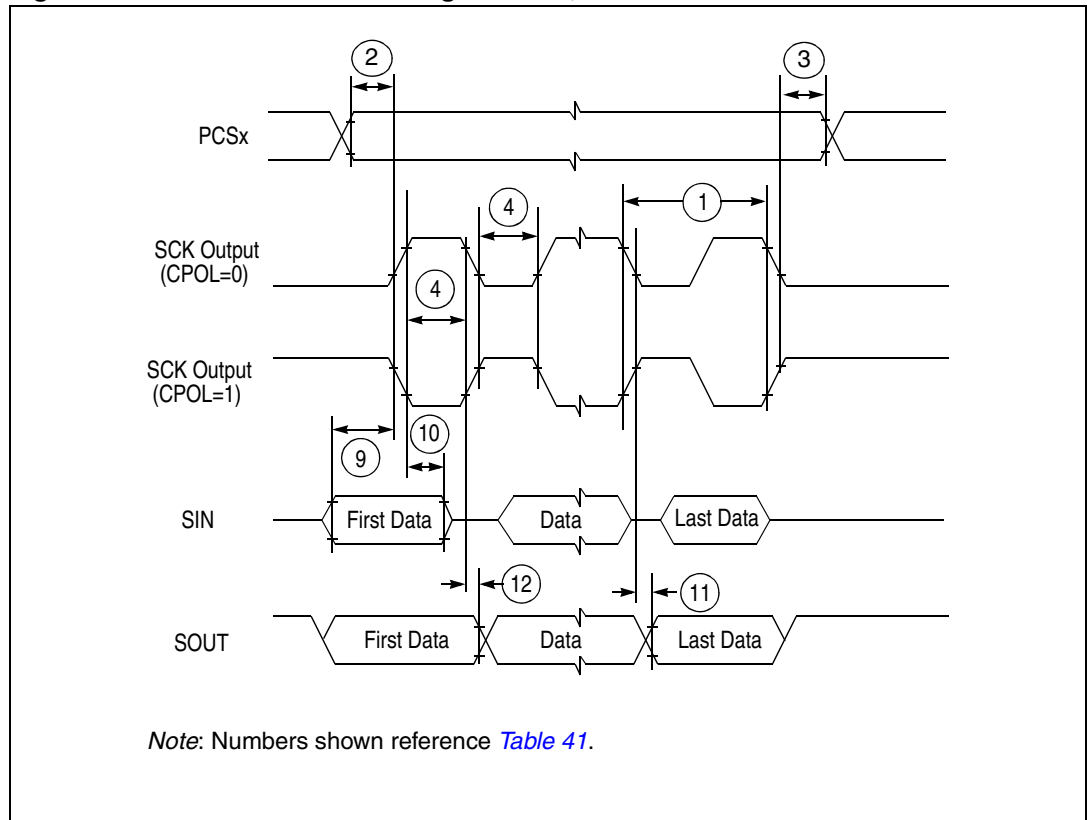 2
3
PCSx
4
1
SCK Output
(CPOL=0)
4
SCK Output
(CPOL=1)
10
9
SIN
First Data
Data
Last Data
12
11
SOUT
First Data
Data
Last Data
Note: Numbers shown reference Table 41.